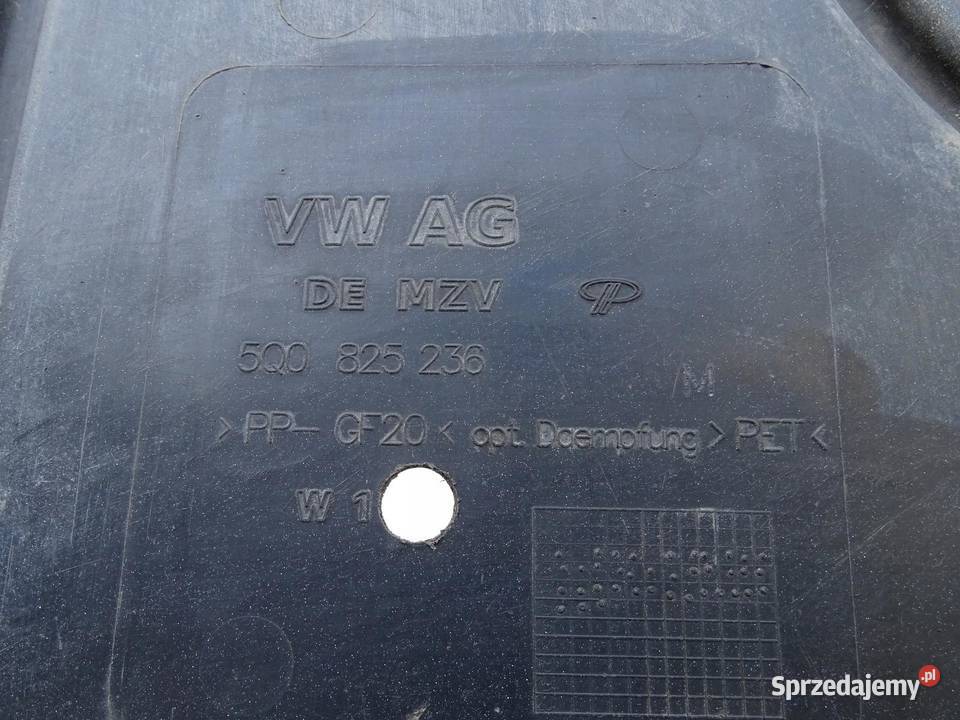 VW AG
DE MZV
5Q0 825 236 M
>PP- GF20< opt. Daempfung >PET<
W 1
Sprzedajemy.pl